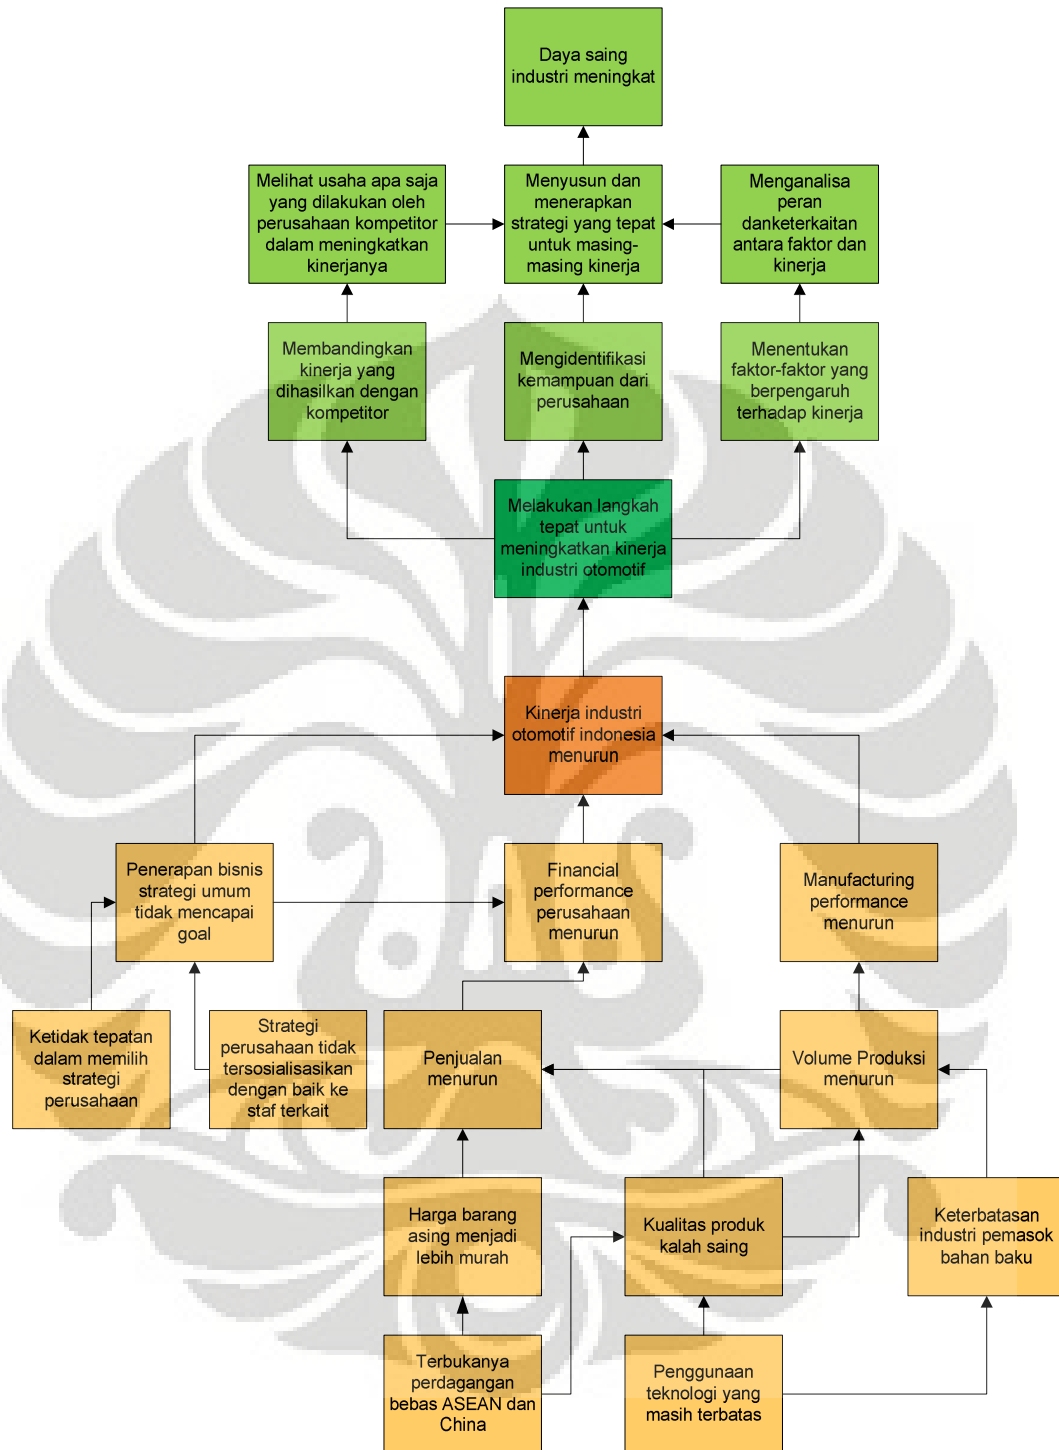 Daya saing
industri meningkat
Melihat usaha apa saja
yang dilakukan oleh
perusahaan kompetitor
dalam meningkatkan
kinerjanya
Menyusun dan
menerapkan
strategi yang tepat
untuk masing-
masing kinerja
Menganalisa
peran
danketerkaitan
antara faktor dan
kinerja
Membandingkan
kinerja yang
dihasilkan dengan
kompetitor
Mengidentifikasi
kemampuan dari
perusahaan
Menentukan
faktor-faktor yang
berpengaruh
terhadap kinerja
Melakukan langkah
tepat untuk
meningkatkan kinerja
industri otomotif
Kinerja industri
otomotif indonesia
menurun
Penerapan bisnis
strategi umum
tidak mencapai
goal
Financial
performance
perusahaan
menurun
Manufacturing
performance
menurun
Ketidak tepatan
dalam memilih
strategi
perusahaan
Strategi
perusahaan tidak
tersosialisasikan
dengan baik ke
staf terkait
Penjualan
menurun
Volume Produksi
menurun
Harga barang
asing menjadi
lebih murah
Kualitas produk
kalah saing
Keterbatasan
industri pemasok
bahan baku
Terbukanya
perdagangan
bebas ASEAN dan
China
Penggunaan
teknologi yang
masih terbatas